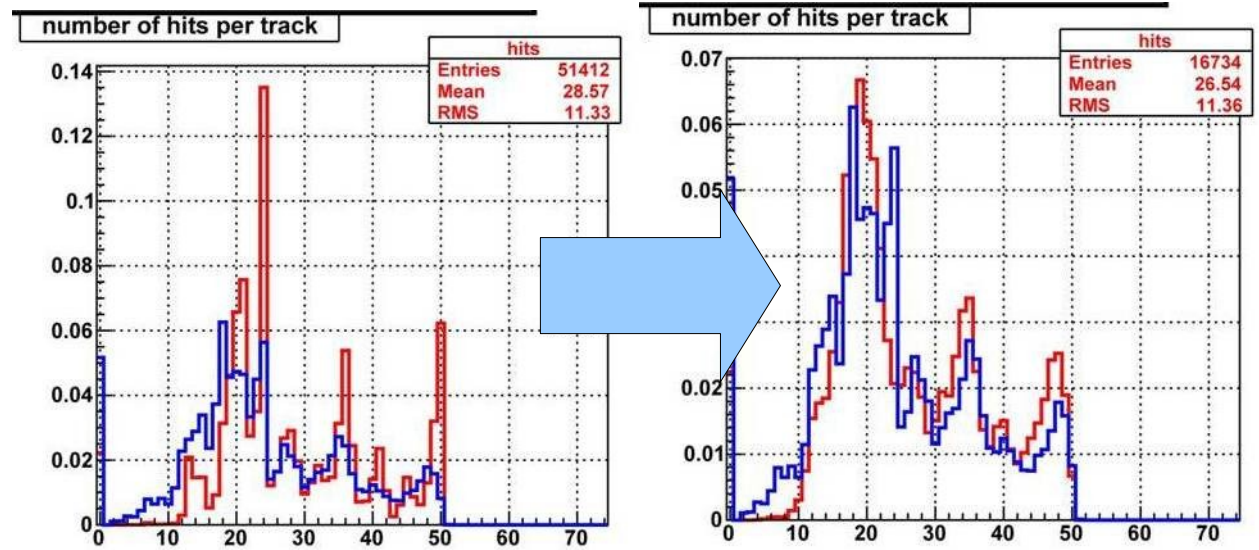 number of hits per track
hits
Entries 51412
Mean 28.57
RMS 11.33
0.14
0.12
0.1
0.08
0.06
0.04
0.02
0
0 10 20 30 40 50 60 70
number of hits per track
hits
Entries 16734
Mean 26.54
RMS 11.36
0.07
0.06
0.05
0.02
0.01
0
0 10 20 30 40 50 60 70